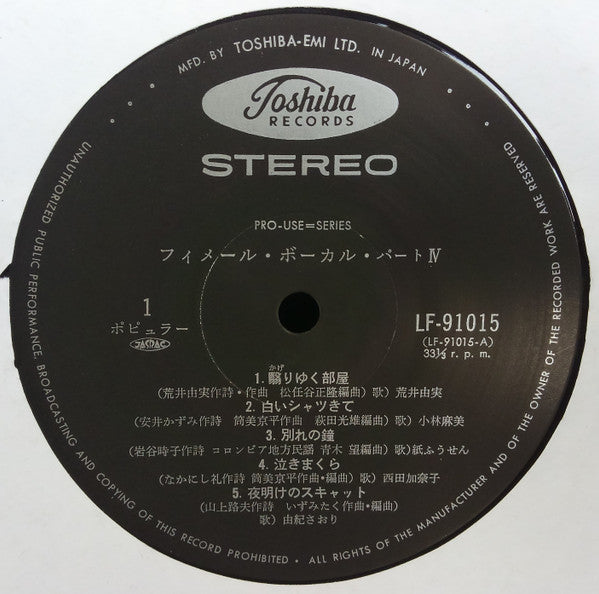 MFD. BY TOSHIBA-EMI LTD. IN JAPAN
Toshiba
RECORDS
STEREO
PRO-USE=SERIES
フィメール・ボーカル・パートⅣ
1
ポピュラー
JASRAC
LF-91015
(LF-91015-A)
33⅓ r. p. m.
かげ
1. 翳りゆく部屋
(荒井由実作詩・作曲 松任谷正隆編曲) 歌) 荒井由実
2. 白いシャツきて
(安井かずみ作詩 筒美京平作曲 萩田光雄編曲) 歌) 小林麻美
3. 別れの鐘
(岩谷時子作詩 コロンビア地方民謡 青木 望編曲) 歌)紙ふうせん
4. 泣きまくら
(なかにし礼作詩 筒美京平作曲・編曲) 歌) 西田加奈子
5. 夜明けのスキャット
(山上路夫作詩 いずみたく作曲・編曲)
歌) 由紀さおり
UNAUTHORIZED PUBLIC PERFORMANCE, BROADCASTING AND COPYING OF THIS RECORD PROHIBITED • ALL RIGHTS OF THE MANUFACTURER AND OF THE OWNER OF THE RECORDED WORK ARE RESERVED